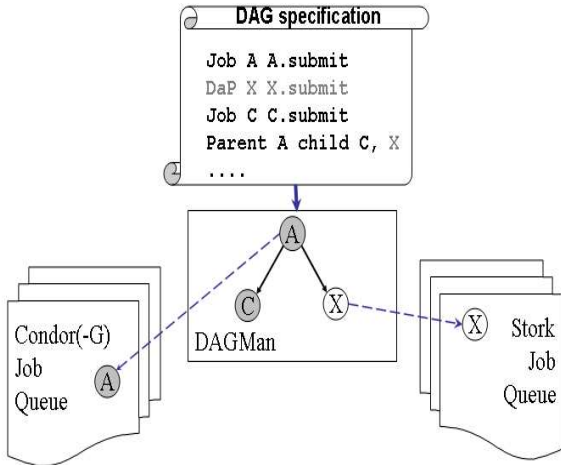 DAG specification
Job A A.submit
DaP X X.submit
Job C C.submit
Parent A child C, X
....
A
C
X
DAGMan
Condor(-G)
Job
Queue
A
X
Stork
Job
Queue